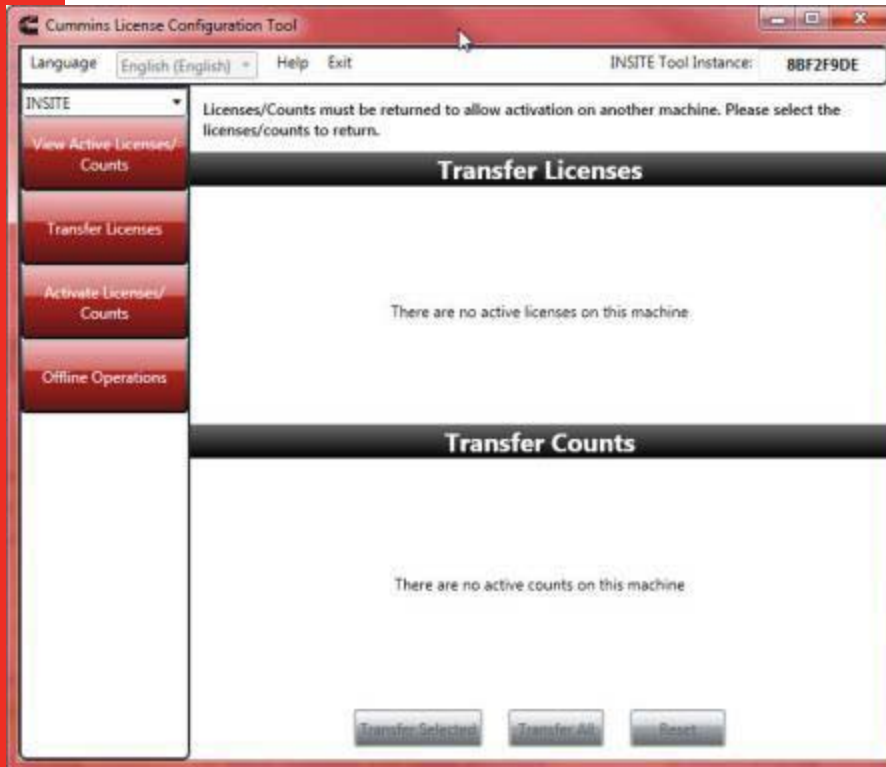 Cummins License Configuration Tool
Language English (English) Help Exit INSITE Tool Instance: 8BF2F9DE
INSITE
Licenses/Counts must be returned to allow activation on another machine. Please select the
licenses/counts to return.
View Active Licenses/
Counts
Transfer Licenses
Activate Licenses/
Counts
Offline Operations
Transfer Licenses
There are no active licenses on this machine
Transfer Counts
There are no active counts on this machine
Transfer Selected Transfer All Reset